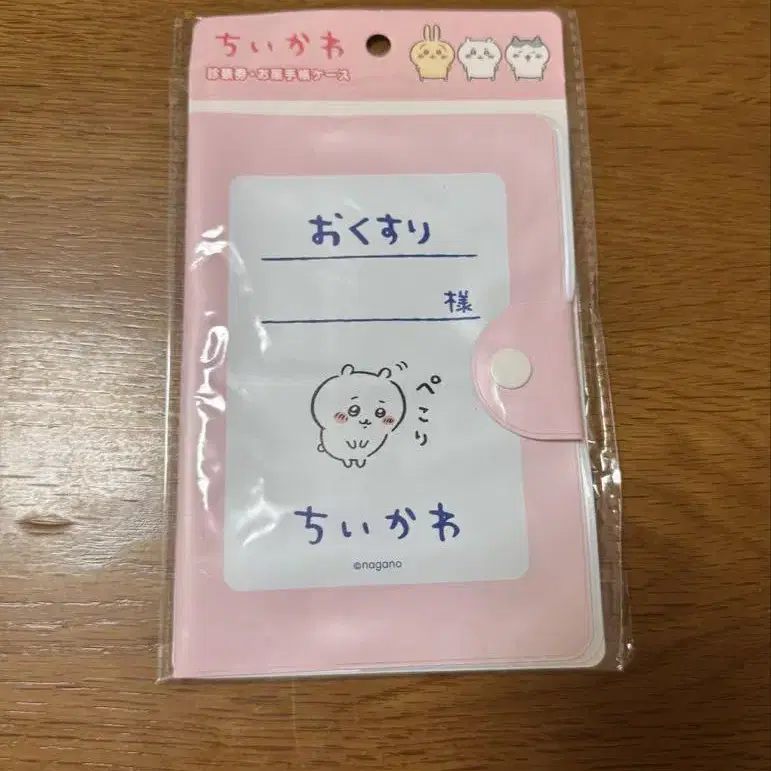 ちいかわ
診察券・お薬手帳ケース
おくすり
様
ぺこり
ちいかわ
©nagano